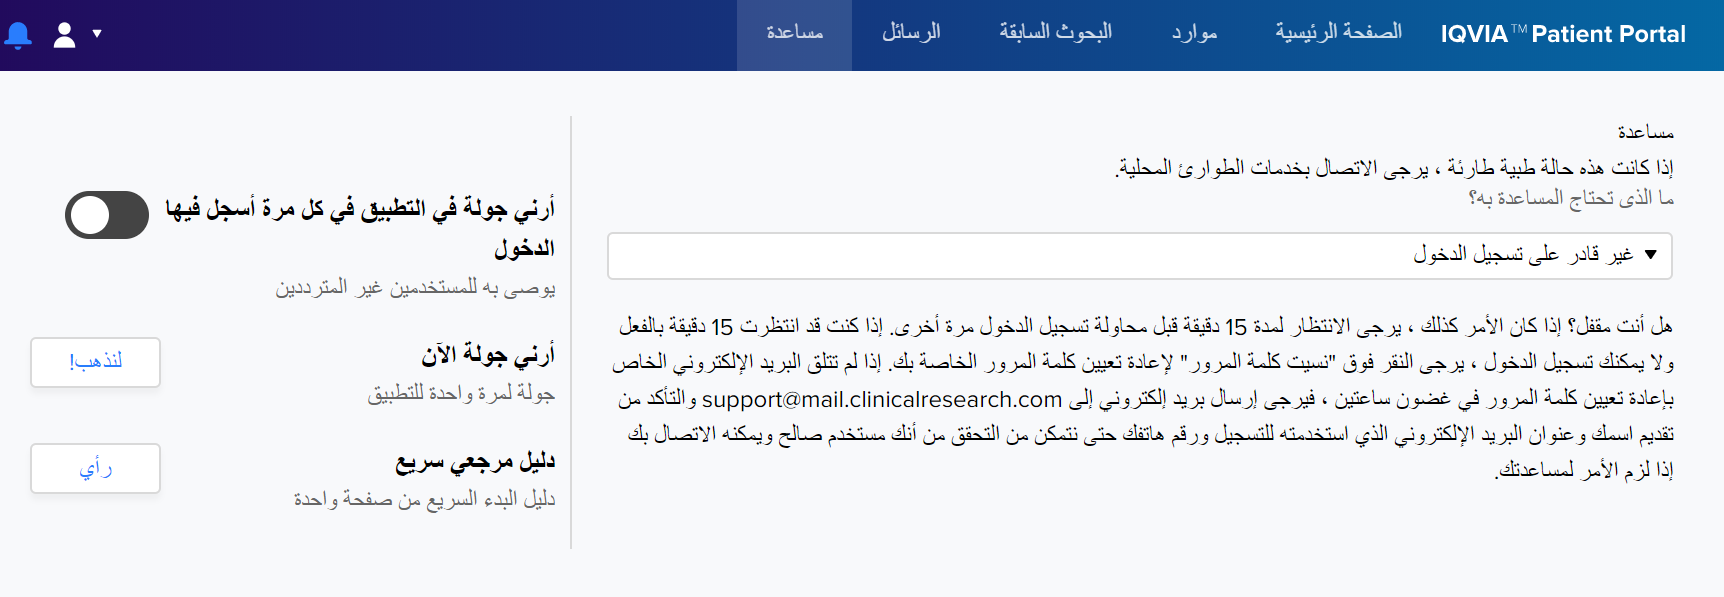 IQVIA™ Patient Portal
الصفحة الرئيسية
موارد
البحوث السابقة
الرسائل
مساعدة
مساعدة
إذا كانت هذه حالة طبية طارئة ، يرجى الاتصال بخدمات الطوارئ المحلية.
ما الذى تحتاج المساعدة به؟
غير قادر على تسجيل الدخول
هل أنت مقفل؟ إذا كان الأمر كذلك ، يرجى الانتظار لمدة 15 دقيقة قبل محاولة تسجيل الدخول مرة أخرى. إذا كنت قد انتظرت 15 دقيقة بالفعل
ولا يمكنك تسجيل الدخول ، يرجى النقر فوق "نسيت كلمة المرور" لإعادة تعيين كلمة المرور الخاصة بك. إذا لم تتلق البريد الإلكتروني الخاص
بإعادة تعيين كلمة المرور في غضون ساعتين ، فيرجى إرسال بريد إلكتروني إلى support@mail.clinicalresearch.com والتأكد من
تقديم اسمك وعنوان البريد الإلكتروني الذي استخدمته للتسجيل ورقم هاتفك حتى نتمكن من التحقق من أنك مستخدم صالح ويمكنه الاتصال بك
إذا لزم الأمر لمساعدتك.
أرني جولة في التطبيق في كل مرة أسجل فيها
الدخول
يوصى به للمستخدمين غير المترددين
أرني جولة الآن
جولة لمرة واحدة للتطبيق
لنذهب!
دليل مرجعي سريع
دليل البدء السريع من صفحة واحدة
رأي